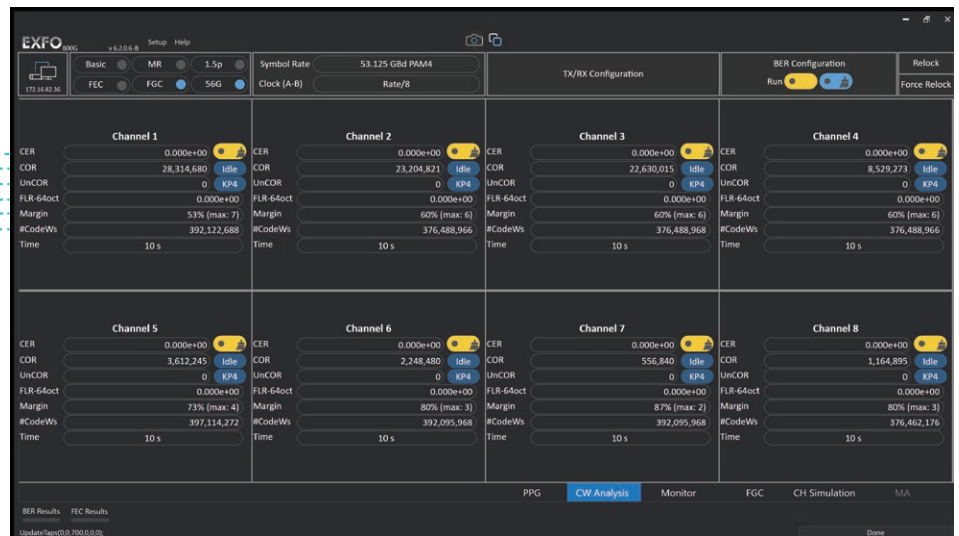 EXFO 800G v 6.2.0.6-B Setup Help
172.16.82.36
Basic MR 1.5p
FEC FGC 56G
Symbol Rate 53.125 GBd PAM4
Clock (A-B) Rate/8
TX/RX Configuration
BER Configuration
Run
Relock
Force Relock
Channel 1
CER 0.000e+00
COR 28,314,680 Idle
UnCOR 0 KP4
FLR-64oct 0.000e+00
Margin 53% (max: 7)
#CodeWs 392,122,688
Time 10 s
Channel 2
CER 0.000e+00
COR 23,204,821 Idle
UnCOR 0 KP4
FLR-64oct 0.000e+00
Margin 60% (max: 6)
#CodeWs 376,488,966
Time 10 s
Channel 3
CER 0.000e+00
COR 22,630,015 Idle
UnCOR 0 KP4
FLR-64oct 0.000e+00
Margin 60% (max: 6)
#CodeWs 376,488,966
Time 10 s
Channel 4
CER 0.000e+00
COR 8,529,273 Idle
UnCOR 0 KP4
FLR-64oct 0.000e+00
Margin 60% (max: 6)
#CodeWs 376,488,966
Time 10 s
Channel 5
CER 0.000e+00
COR 3,612,245 Idle
UnCOR 0 KP4
FLR-64oct 0.000e+00
Margin 73% (max: 4)
#CodeWs 397,114,272
Time 10 s
Channel 6
CER 0.000e+00
COR 2,248,480 Idle
UnCOR 0 KP4
FLR-64oct 0.000e+00
Margin 80% (max: 3)
#CodeWs 392,095,968
Time 10 s
Channel 7
CER 0.000e+00
COR 556,840 Idle
UnCOR 0 KP4
FLR-64oct 0.000e+00
Margin 87% (max: 2)
#CodeWs 392,095,968
Time 10 s
Channel 8
CER 0.000e+00
COR 1,164,895 Idle
UnCOR 0 KP4
FLR-64oct 0.000e+00
Margin 80% (max: 3)
#CodeWs 376,462,176
Time 10 s
PPG CW Analysis Monitor FGC CH Simulation MA
BER Results FEC Results
UpdateTaps(0,0,700,0,0,0); Done